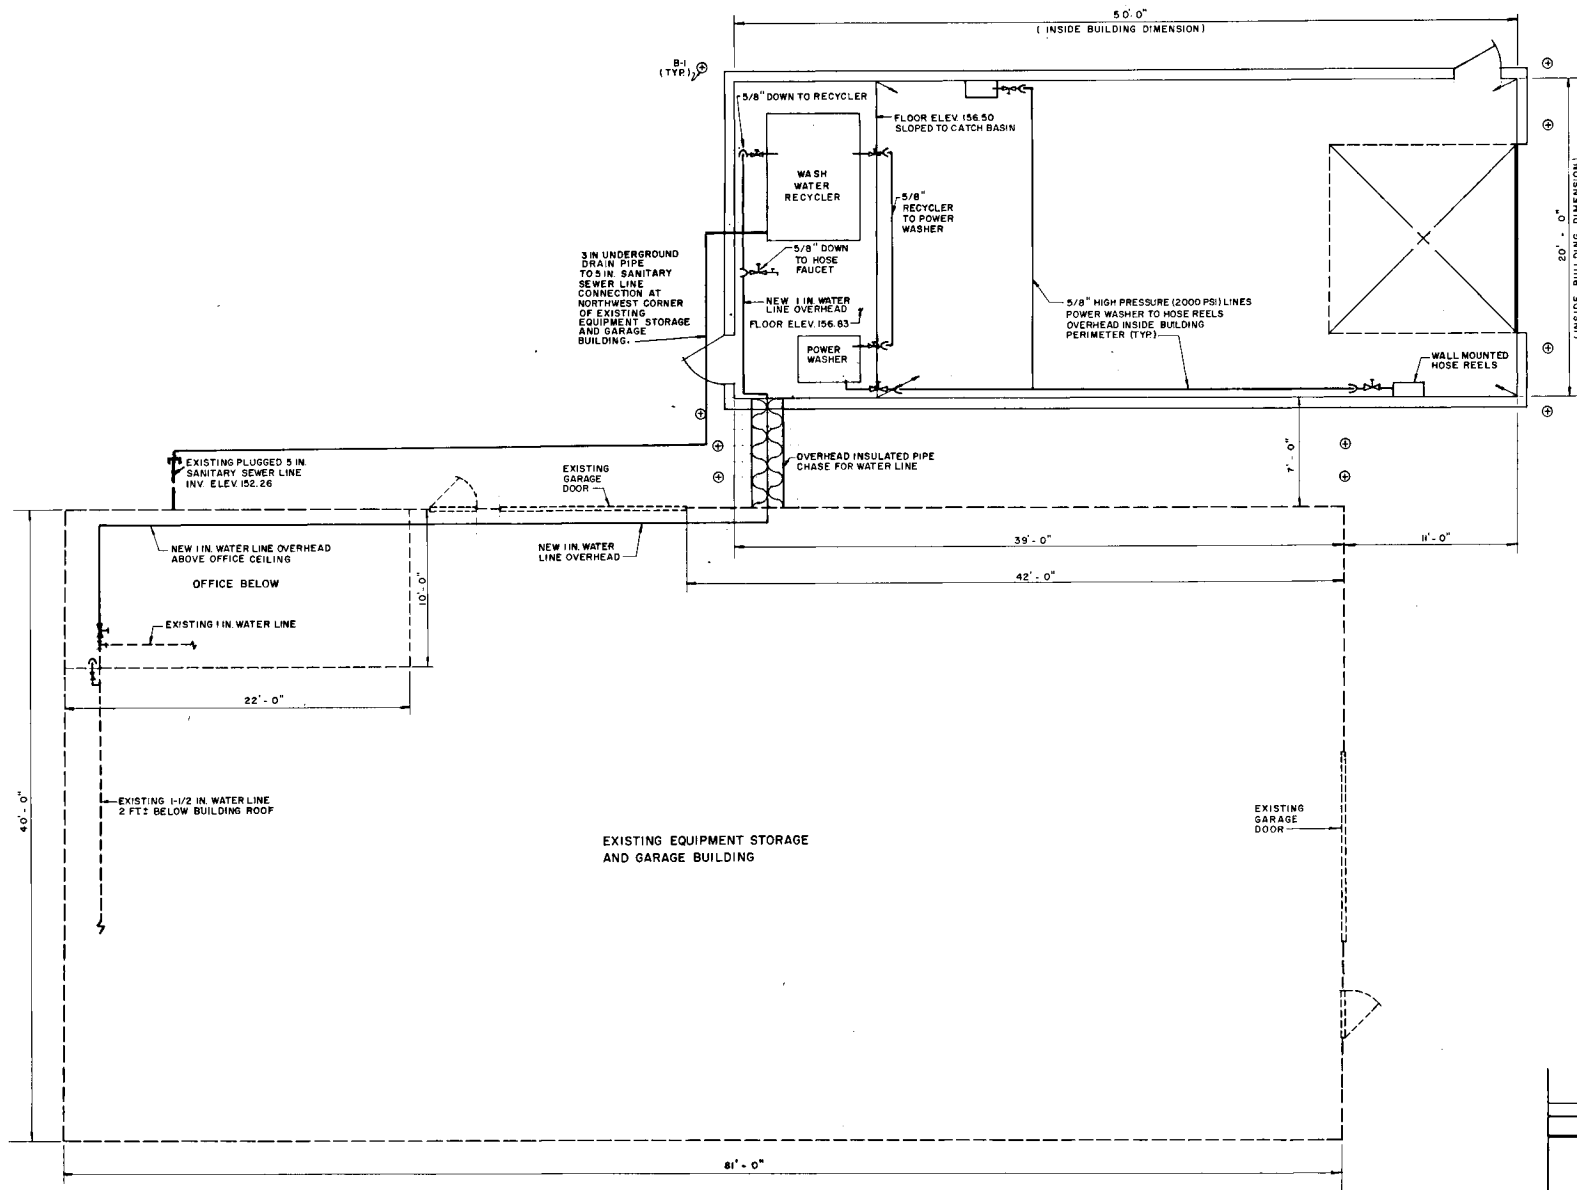 50'-0"
( INSIDE BUILDING DIMENSION)
B-1
(TYP.)
5/8" DOWN TO RECYCLER
FLOOR ELEV. 156.50
SLOPED TO CATCH BASIN
WASH
WATER
RECYCLER
5/8"
RECYCLER
TO POWER
WASHER
20'-0"
(INSIDE BUILDING DIMENSION)
3 IN UNDERGROUND
DRAIN PIPE
TO 5 IN. SANITARY
SEWER LINE
CONNECTION AT
NORTHWEST CORNER
OF EXISTING
EQUIPMENT STORAGE
AND GARAGE
BUILDING.
5/8" DOWN
TO HOSE
FAUCET
NEW 1 IN. WATER
LINE OVERHEAD
FLOOR ELEV. 156.83
5/8" HIGH PRESSURE (2000 PSI) LINES
POWER WASHER TO HOSE REELS
OVERHEAD INSIDE BUILDING
PERIMETER (TYP.)
POWER
WASHER
WALL MOUNTED
HOSE REELS
EXISTING PLUGGED 5 IN.
SANITARY SEWER LINE
INV. ELEV. 152.26
EXISTING
GARAGE
DOOR
OVERHEAD INSULATED PIPE
CHASE FOR WATER LINE
7'-0"
NEW 1 IN. WATER LINE OVERHEAD
ABOVE OFFICE CEILING
NEW 1 IN. WATER
LINE OVERHEAD
39'-0"
11'-0"
OFFICE BELOW
10'-0"
42'-0"
EXISTING 1 IN. WATER LINE
22'-0"
EXISTING 1-1/2 IN. WATER LINE
2 FT± BELOW BUILDING ROOF
40'-0"
EXISTING EQUIPMENT STORAGE
AND GARAGE BUILDING
EXISTING
GARAGE
DOOR
81'-0"